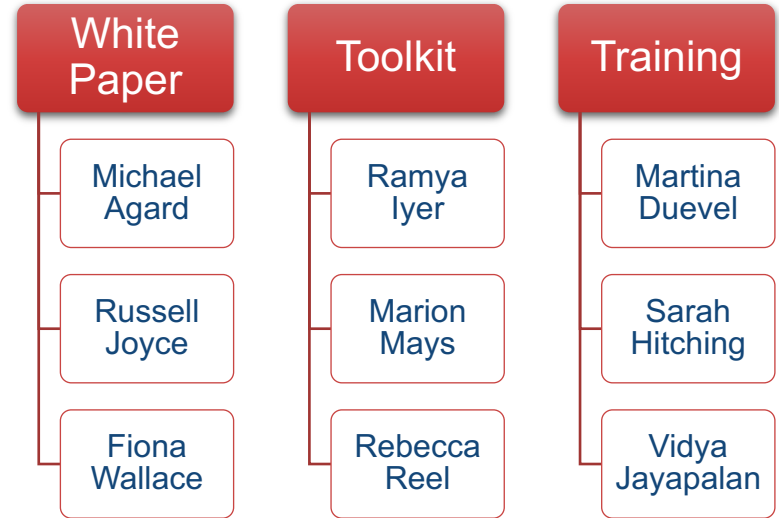 White
Paper
Michael
Agard
Russell
Joyce
Fiona
Wallace
Toolkit
Ramya
Iyer
Marion
Mays
Rebecca
Reel
Training
Martina
Duevel
Sarah
Hitching
Vidya
Jayapalan